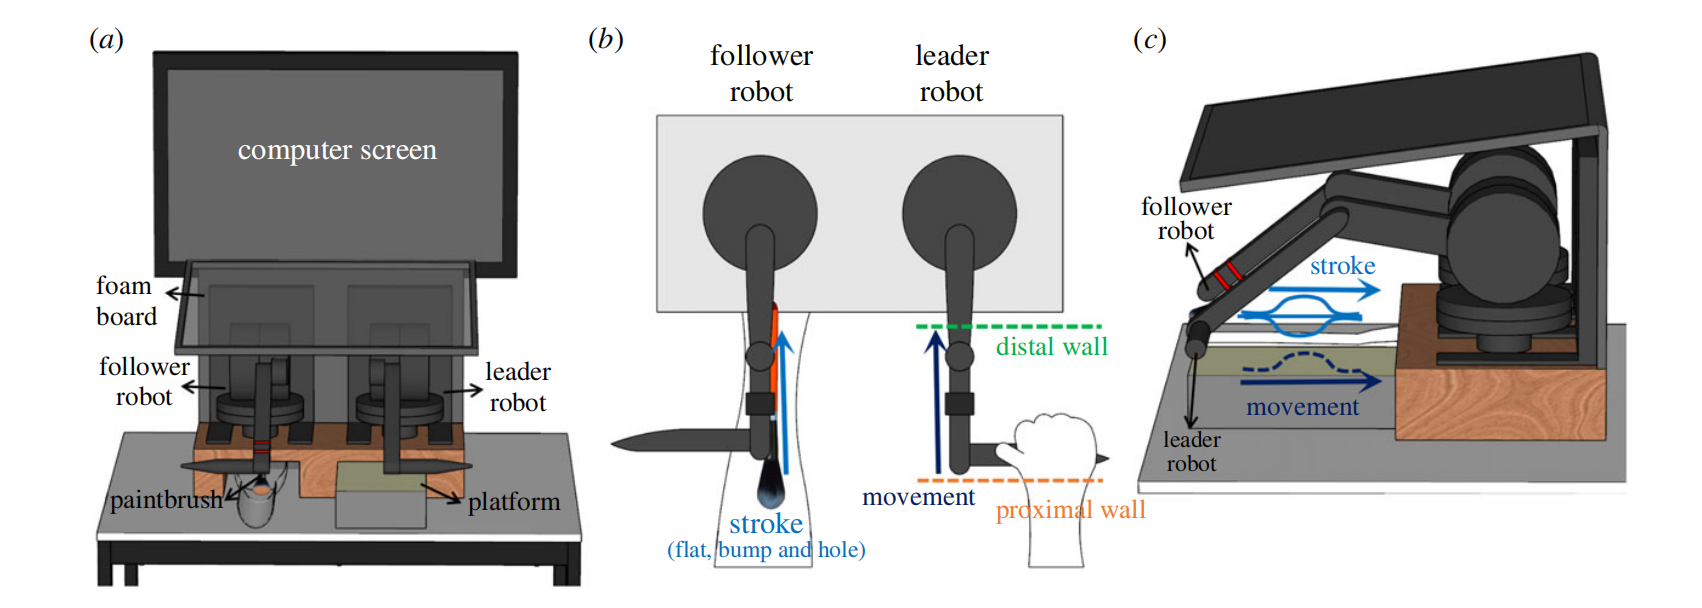 (a)
computer screen
foam
board
follower
robot
leader
robot
paintbrush
platform
(b)
follower
robot
leader
robot
distal wall
movement
proximal wall
stroke
(flat, bump and hole)
(c)
follower
robot
stroke
movement
leader
robot